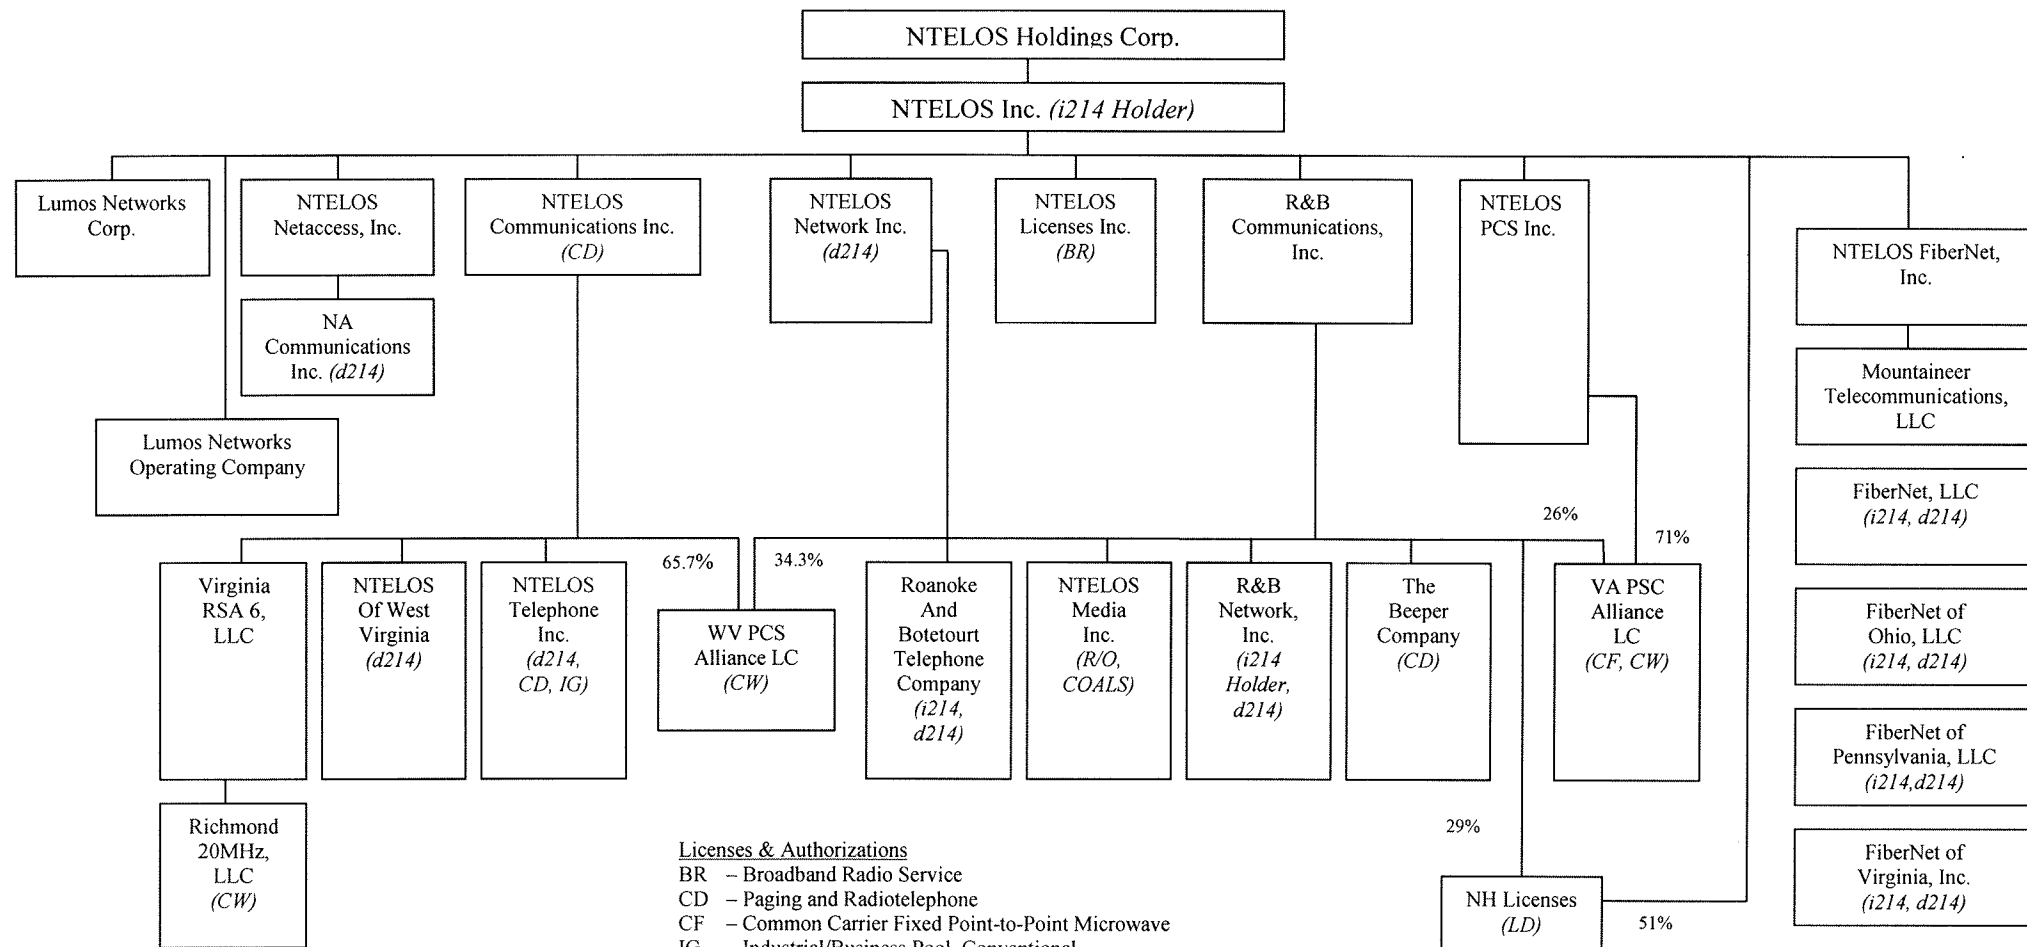 NTELOS Holdings Corp.
NTELOS Inc. (i214 Holder)
Lumos Networks
Corp.
NTELOS
Netaccess, Inc.
NTELOS
Communications Inc.
(CD)
NTELOS
Network Inc.
(d214)
NTELOS
Licenses Inc.
(BR)
R&B
Communications,
Inc.
NTELOS
PCS Inc.
NTELOS FiberNet,
Inc.
NA
Communications
Inc. (d214)
Mountaineer
Telecommunications,
LLC
Lumos Networks
Operating Company
FiberNet, LLC
(i214, d214)
26%
71%
65.7%
34.3%
Virginia
RSA 6,
LLC
NTELOS
Of West
Virginia
(d214)
NTELOS
Telephone
Inc.
(d214,
CD, IG)
WV PCS
Alliance LC
(CW)
Roanoke
And
Botetourt
Telephone
Company
(i214,
d214)
NTELOS
Media
Inc.
(R/O,
COALS)
R&B
Network,
Inc.
(i214
Holder,
d214)
The
Beeper
Company
(CD)
VA PSC
Alliance
LC
(CF, CW)
FiberNet of
Ohio, LLC
(i214, d214)
FiberNet of
Pennsylvania, LLC
(i214,d214)
Richmond
20MHz,
LLC
(CW)
29%
NH Licenses
(LD)
51%
FiberNet of
Virginia, Inc.
(i214, d214)
Licenses & Authorizations
BR – Broadband Radio Service
CD – Paging and Radiotelephone
CF – Common Carrier Fixed Point-to-Point Microwave
IG – Industrial/Business Pool, Conventional